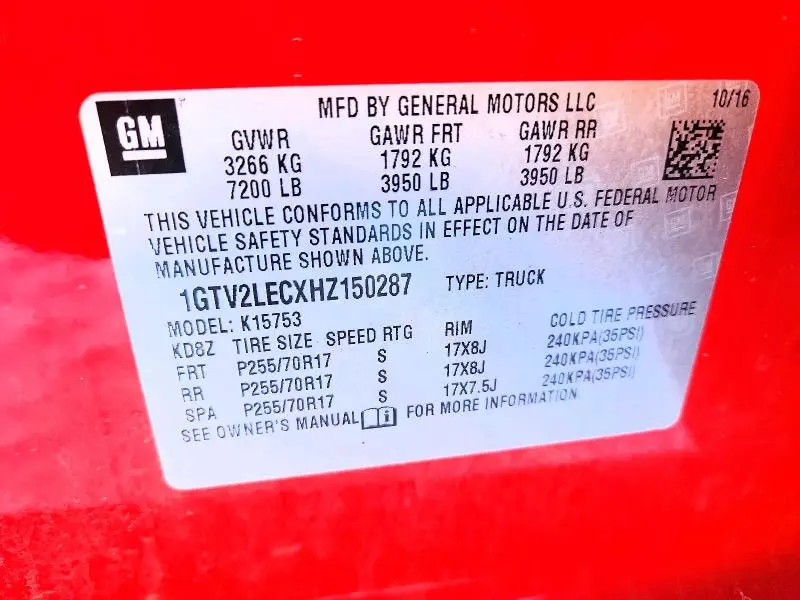 GM
MFD BY GENERAL MOTORS LLC 10/16
GVWR GAWR FRT GAWR RR
3266 KG 1792 KG 1792 KG
7200 LB 3950 LB 3950 LB
THIS VEHICLE CONFORMS TO ALL APPLICABLE U.S. FEDERAL MOTOR
VEHICLE SAFETY STANDARDS IN EFFECT ON THE DATE OF
MANUFACTURE SHOWN ABOVE.
1GTV2LECXHZ150287 TYPE: TRUCK
MODEL: K15753
KD8Z TIRE SIZE SPEED RTG RIM COLD TIRE PRESSURE
FRT P255/70R17 S 17X8J 240KPA(35PSI)
RR P255/70R17 S 17X8J 240KPA(35PSI)
SPA P255/70R17 S 17X7.5J 240KPA(35PSI)
SEE OWNER'S MANUAL FOR MORE INFORMATION